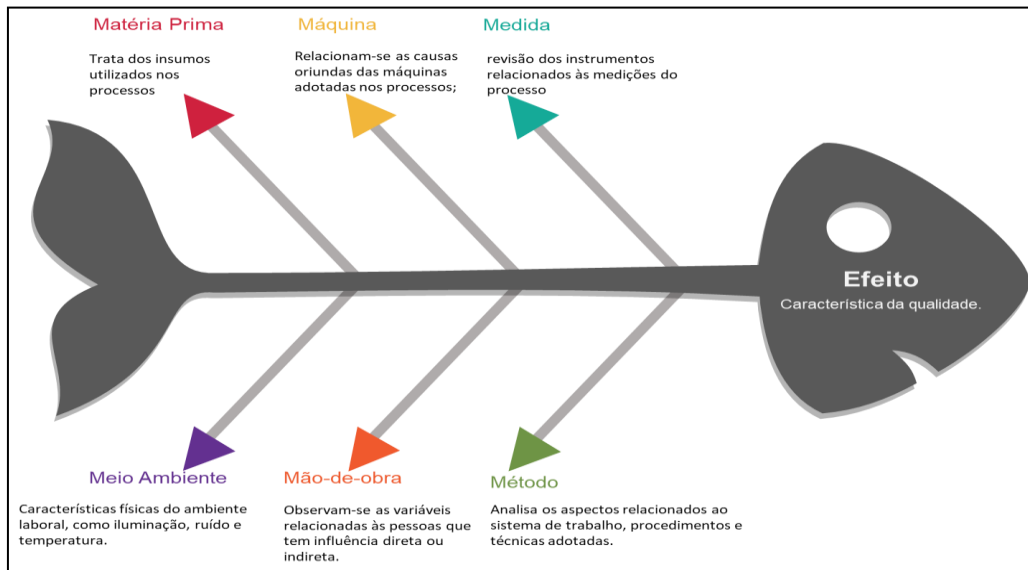 Matéria Prima
Trata dos insumos
utilizados nos
processos
Máquina
Relacionam-se as causas
oriundas das máquinas
adotadas nos processos;
Medida
revisão dos instrumentos
relacionados às medições do
processo
Efeito
Característica da qualidade.
Meio Ambiente
Características físicas do ambiente
laboral, como iluminação, ruído e
temperatura.
Mão-de-obra
Observam-se as variáveis
relacionadas às pessoas que
tem influência direta ou
indireta.
Método
Analisa os aspectos relacionados ao
sistema de trabalho, procedimentos e
técnicas adotadas.